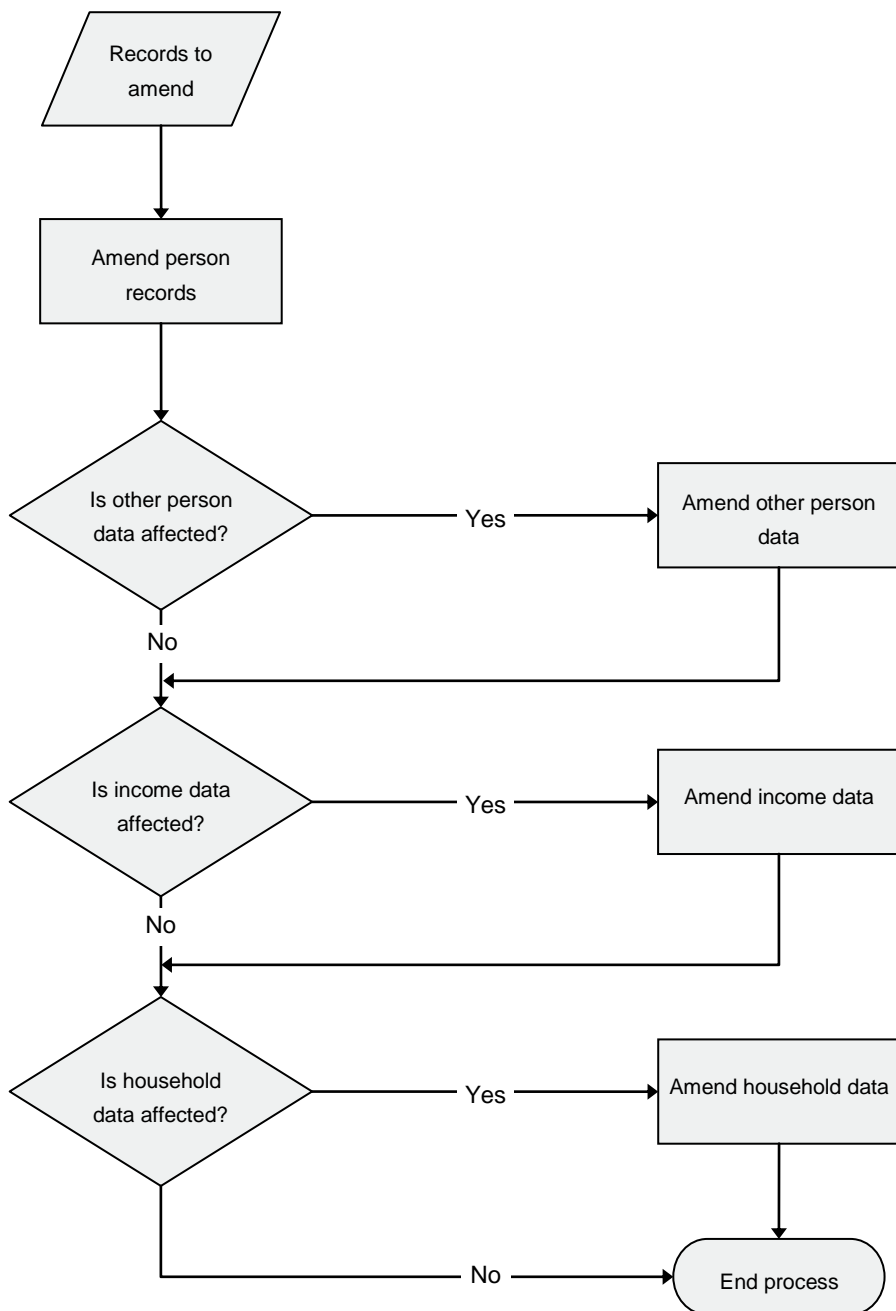 Records to
amend
Amend person
records
Is other person
data affected?
Yes
Amend other person
data
No
Is income data
affected?
Yes
Amend income data
No
Is household
data affected?
Yes
Amend household data
No
End process